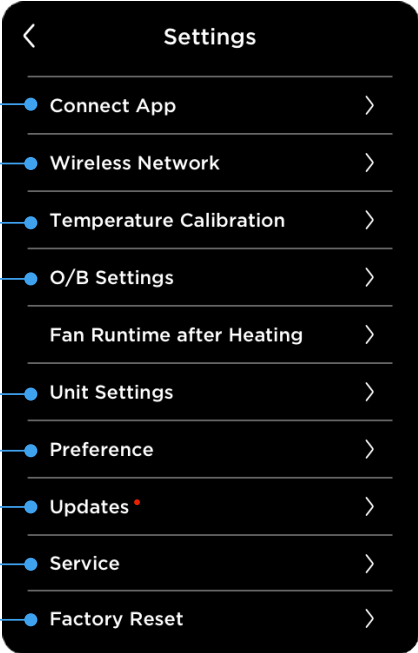 Settings
Connect App
Wireless Network
Temperature Calibration
O/B Settings
Fan Runtime after Heating
Unit Settings
Preference
Updates
Service
Factory Reset